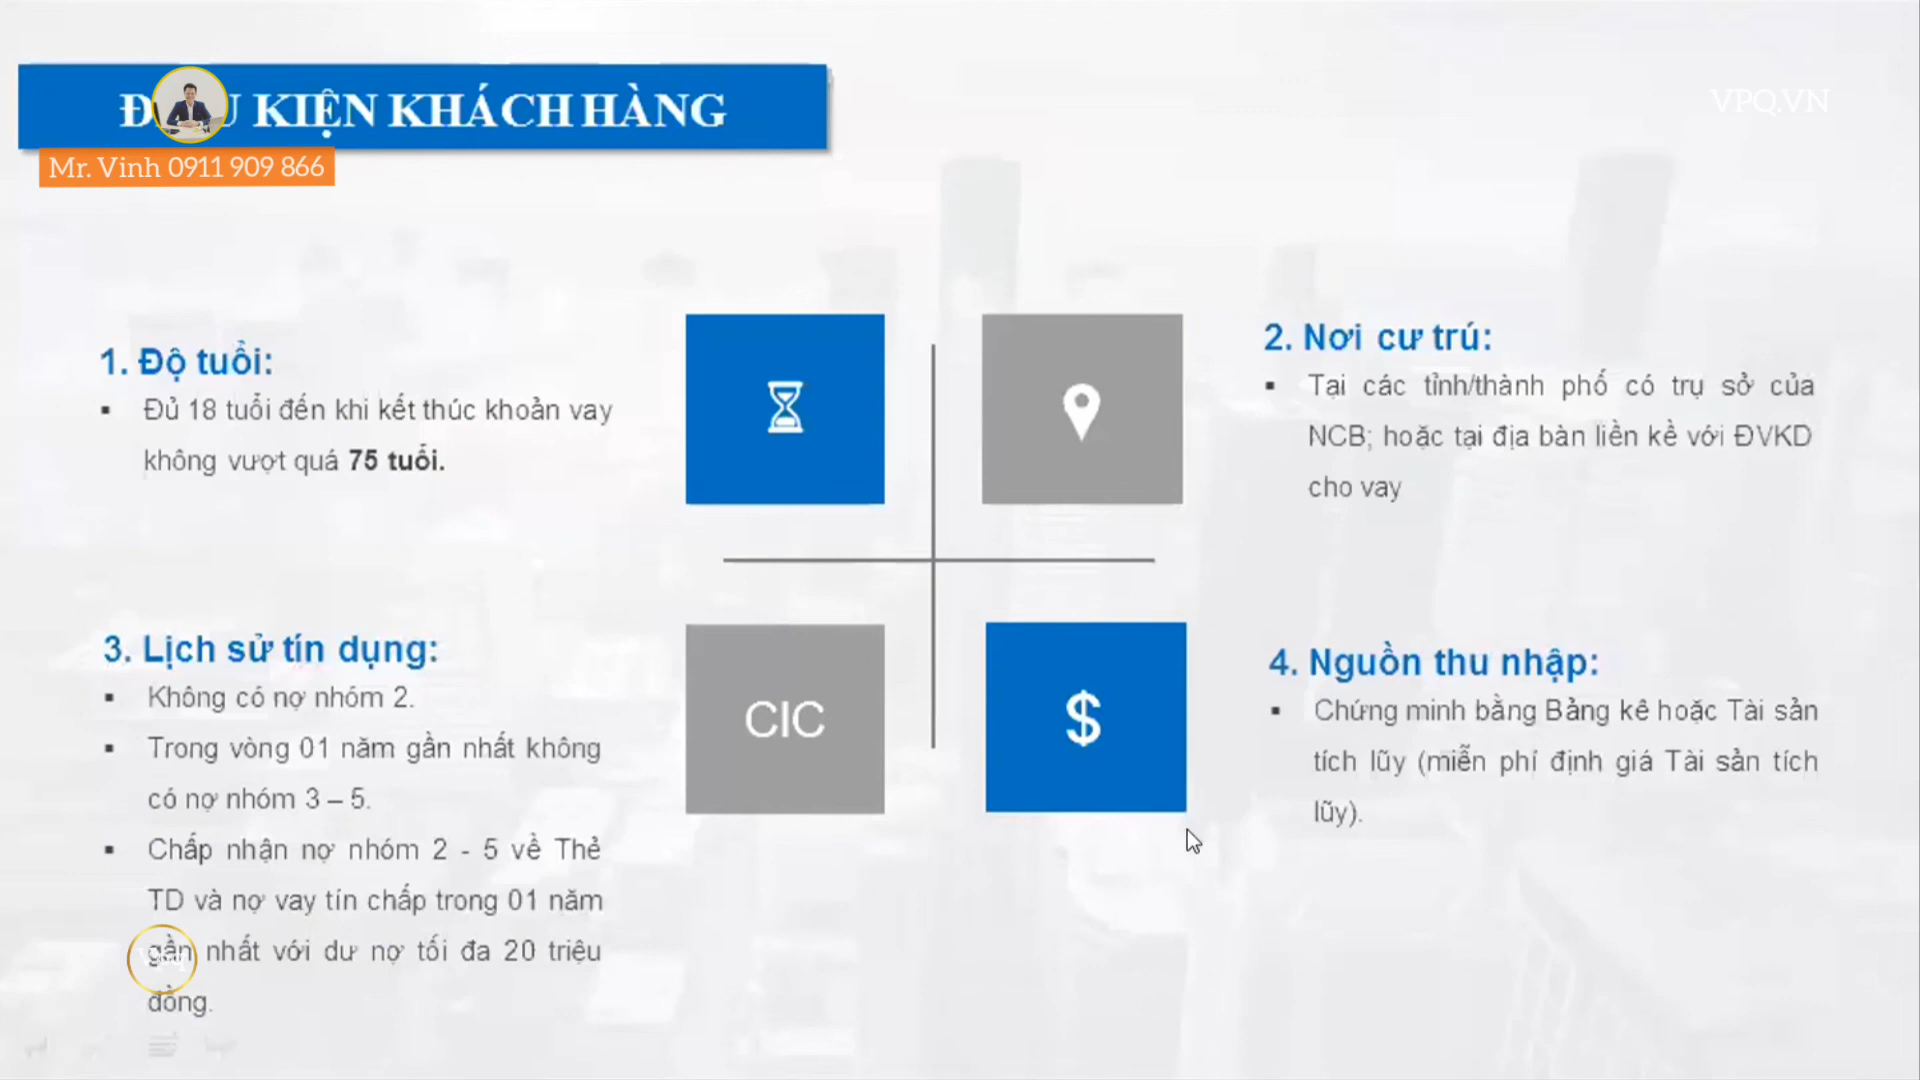 KIỆN KHÁCH HÀNG
VPQ.VN
Mr. Vinh 0911 909 866
1. Độ tuổi:
▪ Đủ 18 tuổi đến khi kết thúc khoản vay
không vượt quá 75 tuổi.
2. Nơi cư trú:
▪ Tại các tỉnh/thành phố có trụ sở của
NCB; hoặc tại địa bàn liền kề với ĐVKD
cho vay
3. Lịch sử tín dụng:
▪ Không có nợ nhóm 2.
▪ Trong vòng 01 năm gần nhất không
có nợ nhóm 3 – 5.
▪ Chấp nhận nợ nhóm 2 - 5 về Thẻ
TD và nợ vay tín chấp trong 01 năm
gần nhất với dư nợ tối đa 20 triệu
đồng.
CIC
$
4. Nguồn thu nhập:
▪ Chứng minh bằng Bảng kê hoặc Tài sản
tích lũy (miễn phí định giá Tài sản tích
lũy).